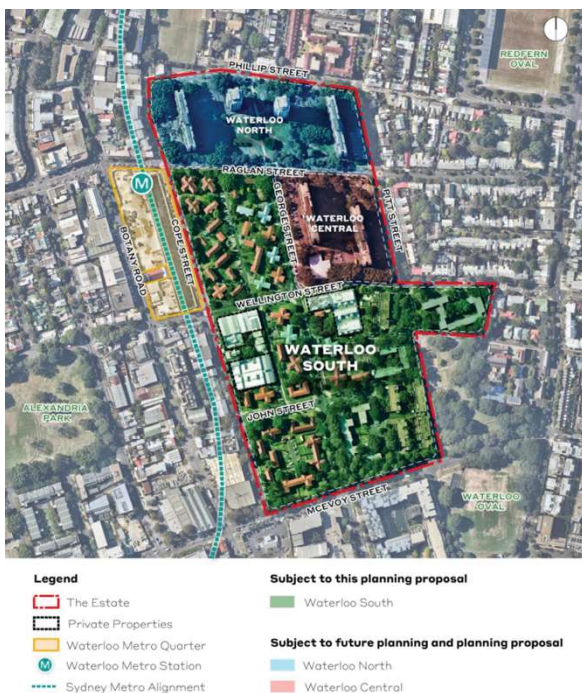 PHILLIP STREET
REDFERN
OVAL
WATERLOO
NORTH
RAGLAN STREET
M
GEORGE STREET
PITT STREET
WATERLOO
CENTRAL
COPE STREET
BOTANY ROAD
WELLINGTON STREET
WATERLOO
SOUTH
ALEXANDRIA
PARK
JOHN STREET
MCEVOY STREET
WATERLOO
OVAL
Legend
The Estate
Private Properties
Waterloo Metro Quarter
M Waterloo Metro Station
Sydney Metro Alignment
Subject to this planning proposal
Waterloo South
Subject to future planning and planning proposal
Waterloo North
Waterloo Central